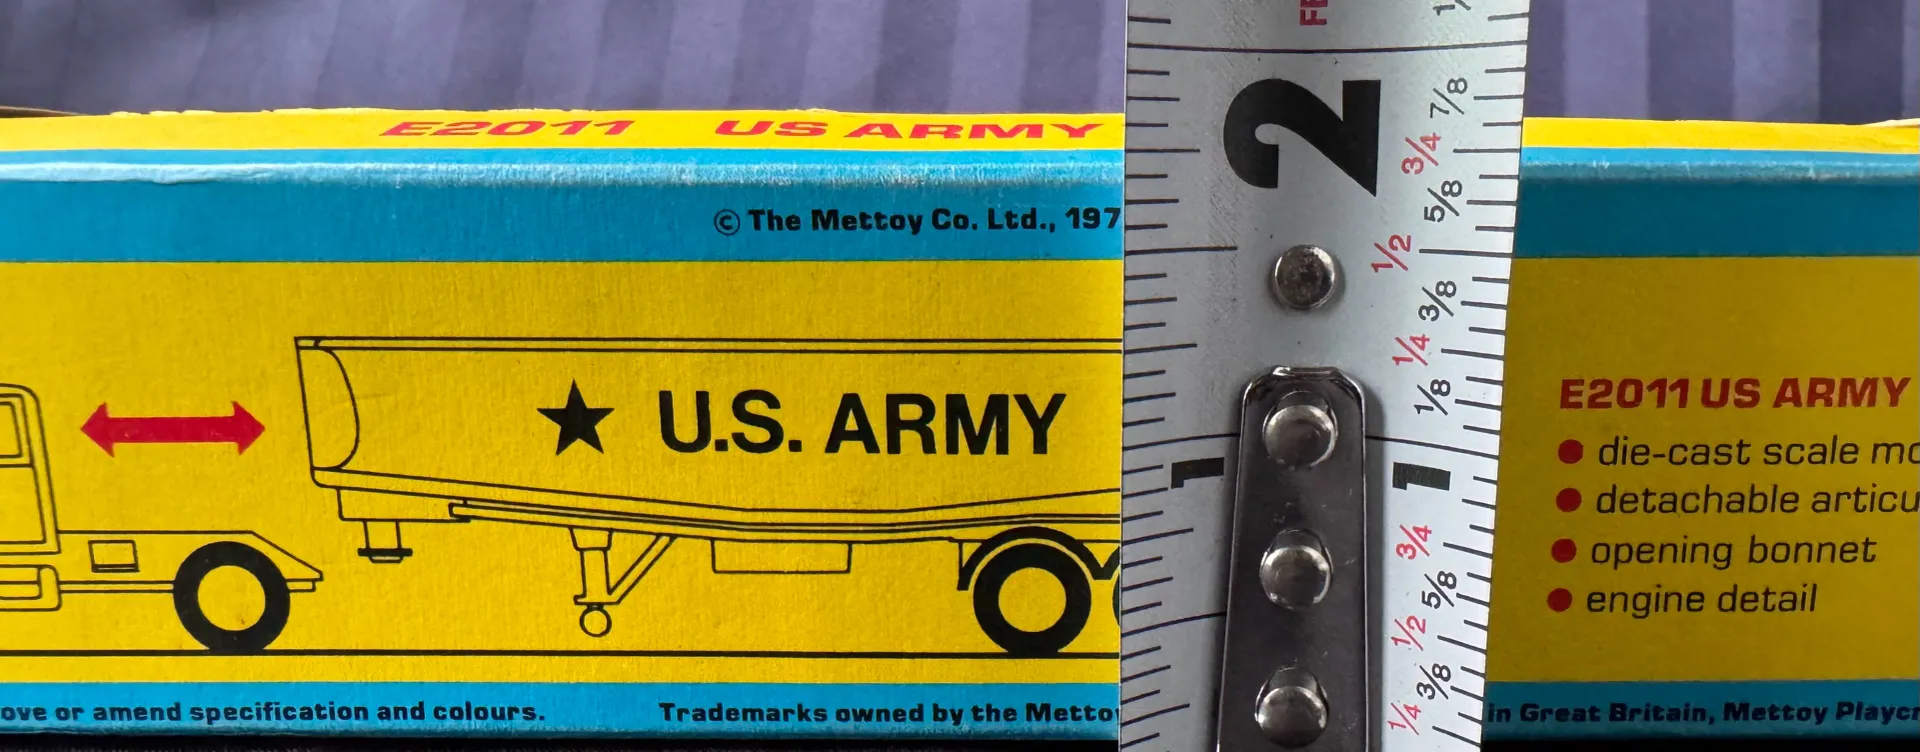 E2011 US ARMY
© The Mettoy Co. Ltd., 197
★ U.S. ARMY
ove or amend specification and colours.
Trademarks owned by the Metto
2
7/8
3/4
5/8
1/2
3/8
1/4
1/8
1 1
3/4
5/8
1/2
3/8
1/4
E2011 US ARMY
● die-cast scale mo
● detachable articu
● opening bonnet
● engine detail
in Great Britain, Mettoy Playcr